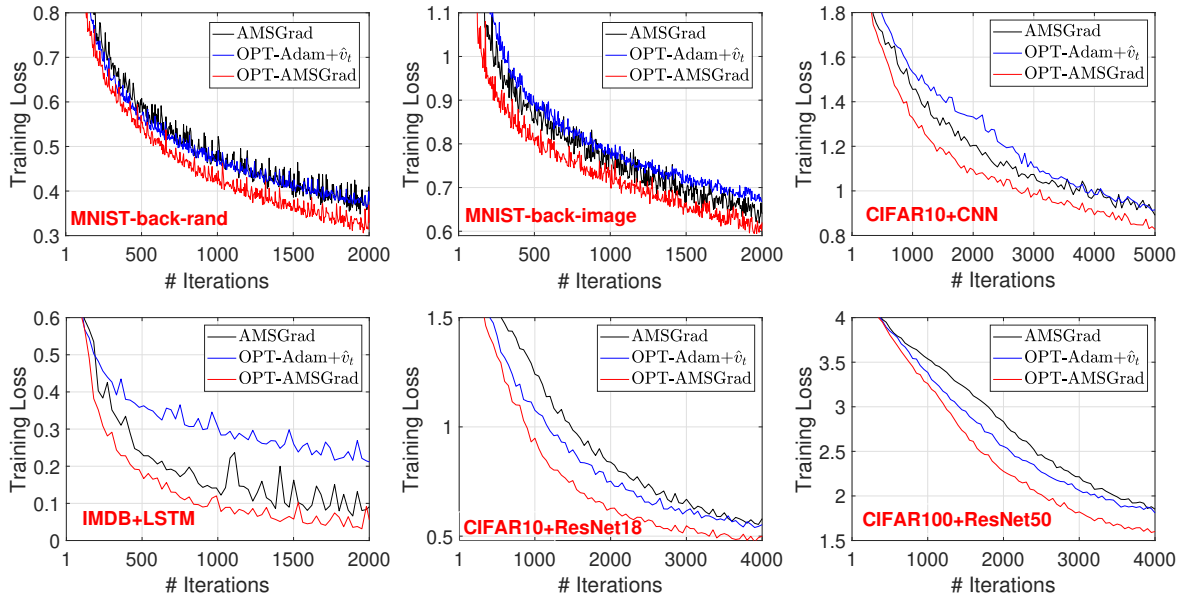 0.8
0.7
0.6
0.5
0.4
0.3
Training Loss
AMSGrad
OPT-Adam+v̂ₜ
OPT-AMSGrad
MNIST-back-rand
1 500 1000 1500 2000
# Iterations
1.1
1
0.9
0.8
0.7
0.6
Training Loss
AMSGrad
OPT-Adam+v̂ₜ
OPT-AMSGrad
MNIST-back-image
1 500 1000 1500 2000
# Iterations
1.8
1.6
1.4
1.2
1
0.8
Training Loss
AMSGrad
OPT-Adam+v̂ₜ
OPT-AMSGrad
CIFAR10+CNN
1 1000 2000 3000 4000 5000
# Iterations
0.6
0.5
0.4
0.3
0.2
0.1
0
Training Loss
AMSGrad
OPT-Adam+v̂ₜ
OPT-AMSGrad
IMDB+LSTM
1 500 1000 1500 2000
# Iterations
1.5
1
0.5
Training Loss
AMSGrad
OPT-Adam+v̂ₜ
OPT-AMSGrad
CIFAR10+ResNet18
1 1000 2000 3000 4000
# Iterations
4
3.5
3
2.5
2
1.5
Training Loss
AMSGrad
OPT-Adam+v̂ₜ
OPT-AMSGrad
CIFAR100+ResNet50
1 1000 2000 3000 4000
# Iterations